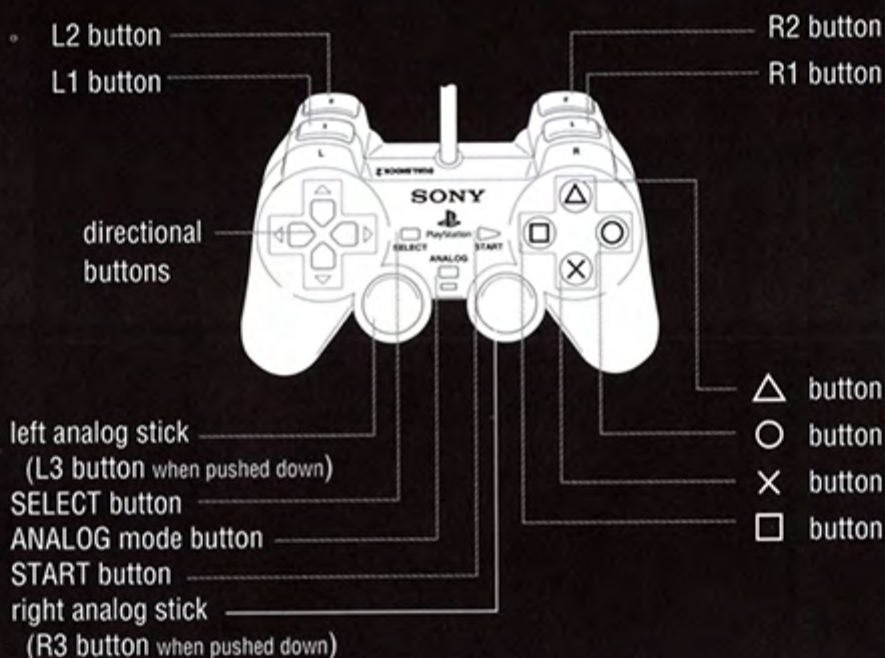 L2 button
L1 button
R2 button
R1 button
L
R
DUALSHOCK 2
SONY
PlayStation
SELECT
START
ANALOG
directional
buttons
left analog stick
(L3 button when pushed down)
SELECT button
ANALOG mode button
START button
right analog stick
(R3 button when pushed down)
△ button
○ button
✕ button
□ button